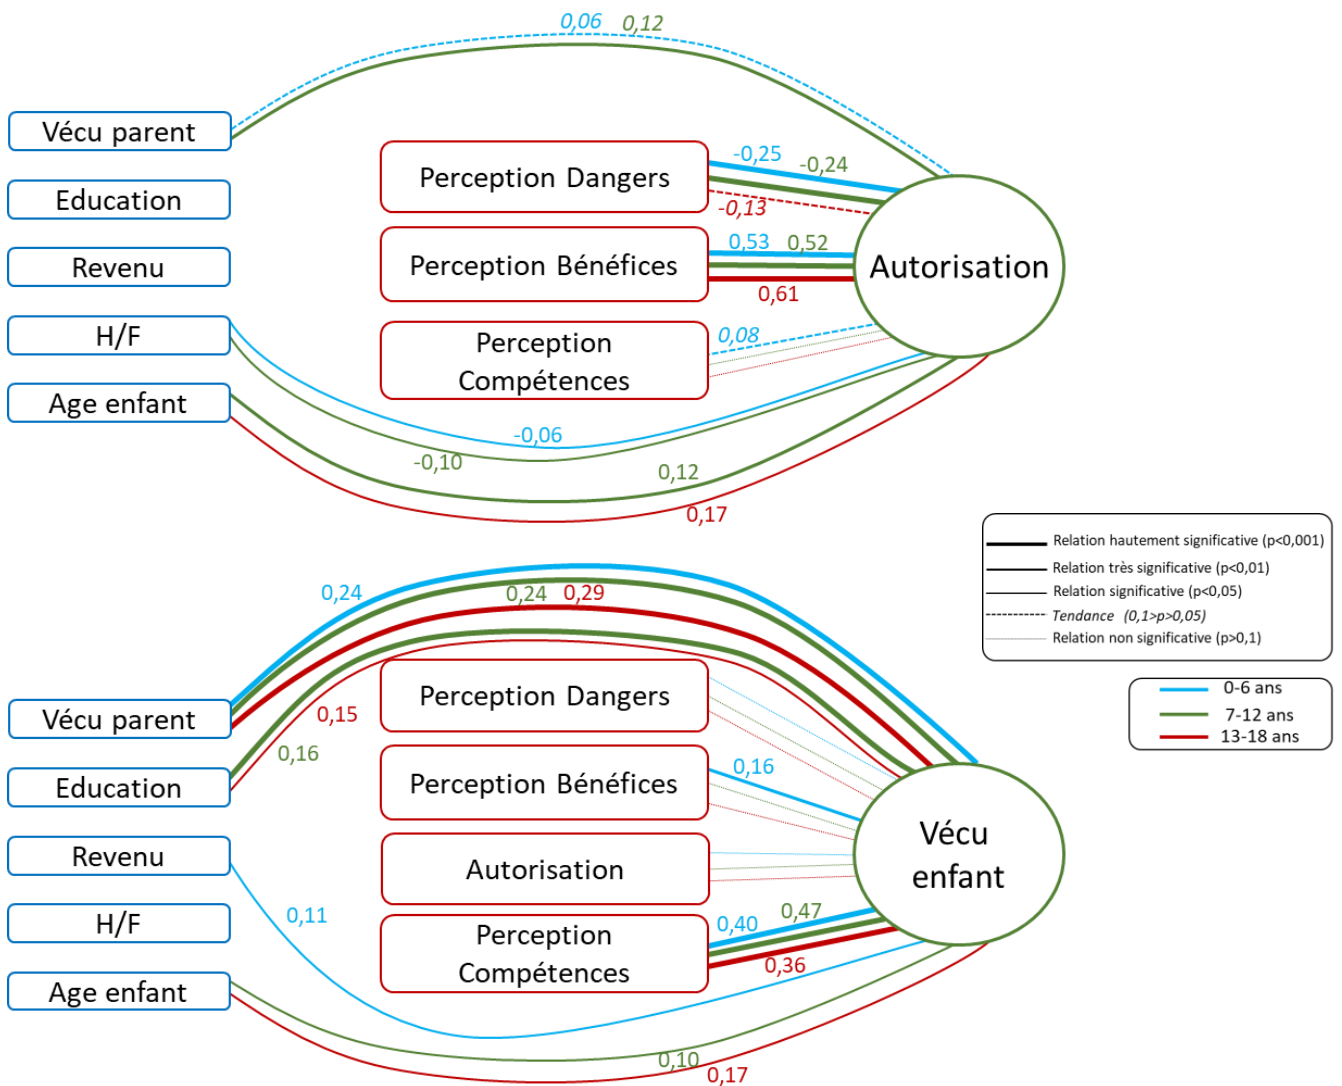 0,06 0,12
Vécu parent
Education
Revenu
H/F
Age enfant
Perception Dangers
Perception Bénéfices
Perception
Compétences
-0,25
-0,24
-0,13
0,53 0,52
0,61
0,08
-0,06
-0,10
0,12
0,17
Autorisation
Relation hautement significative (p<0,001)
Relation très significative (p<0,01)
Relation significative (p<0,05)
Tendance (0,1>p>0,05)
Relation non significative (p>0,1)
0-6 ans
7-12 ans
13-18 ans
0,24
0,24 0,29
Vécu parent
0,15
0,16
Education
Revenu
0,11
H/F
Age enfant
Perception Dangers
Perception Bénéfices
0,16
Autorisation
Perception
Compétences
0,40
0,47
0,36
0,10
0,17
Vécu
enfant